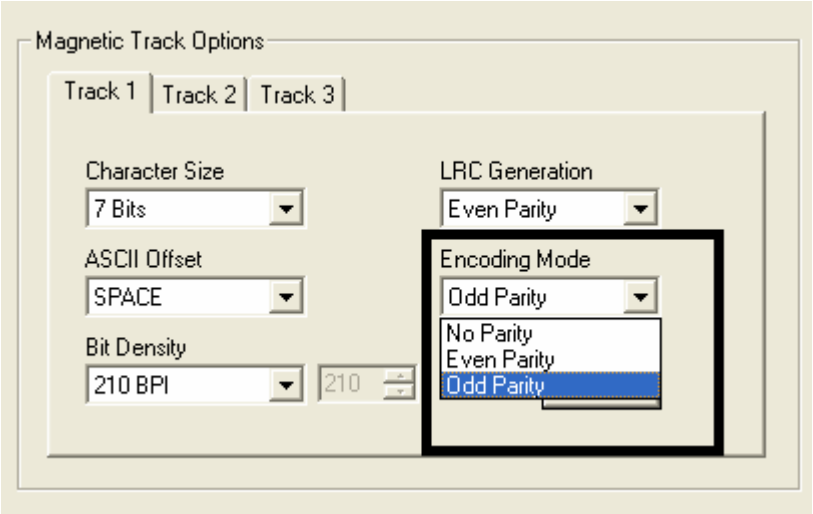 Magnetic Track Options
Track 1 Track 2 Track 3
Character Size
7 Bits
LRC Generation
Even Parity
ASCII Offset
SPACE
Encoding Mode
Odd Parity
No Parity
Even Parity
Odd Parity
Bit Density
210 BPI 210